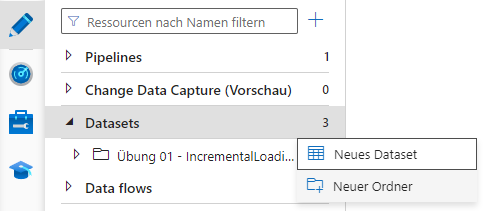 Ressourcen nach Namen filtern
Pipelines 1
Change Data Capture (Vorschau) 0
Datasets 3
Übung 01 - IncrementalLoadi...
Neues Dataset
Data flows
Neuer Ordner